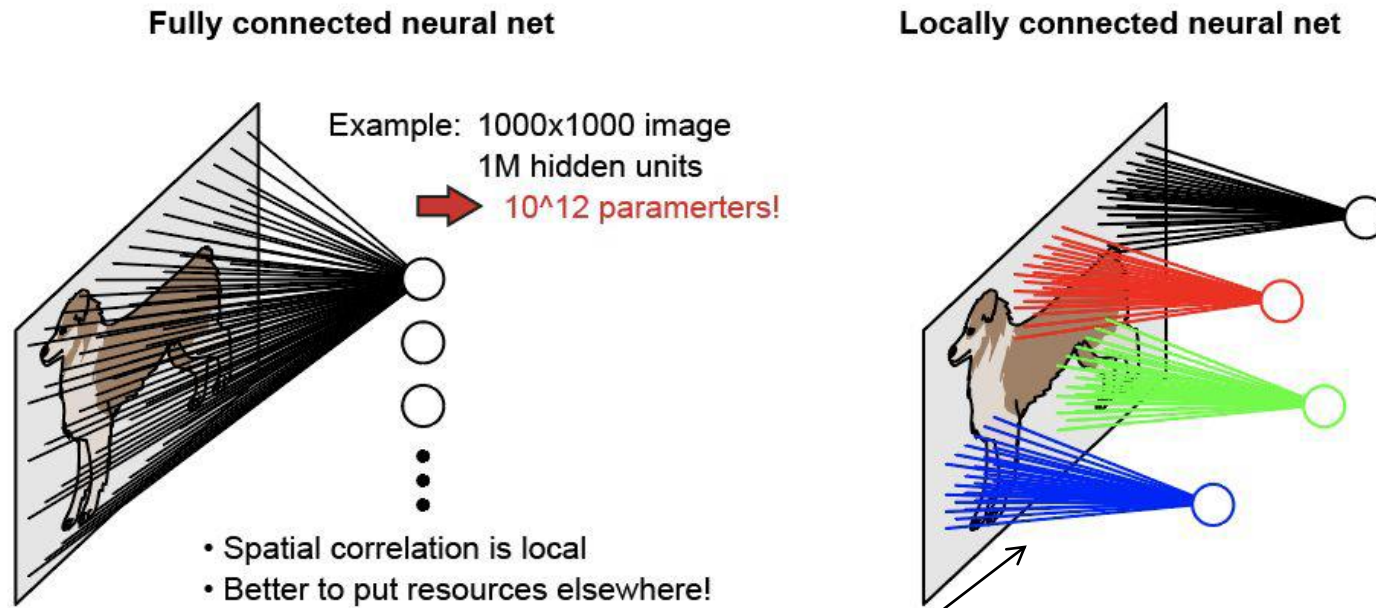 Fully connected neural net
Example: 1000x1000 image
1M hidden units
10^12 paramerters!
• Spatial correlation is local
• Better to put resources elsewhere!
Locally connected neural net